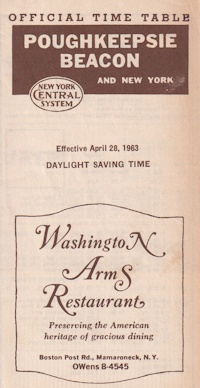 OFFICIAL TIME TABLE
POUGHKEEPSIE
BEACON
AND NEW YORK
NEW YORK
CENTRAL
SYSTEM
Effective April 28, 1963
DAYLIGHT SAVING TIME
WashingtoN
ArmS
Restaurant
Preserving the American
heritage of gracious dining
Boston Post Rd., Mamaroneck, N. Y.
OWens 8-4545